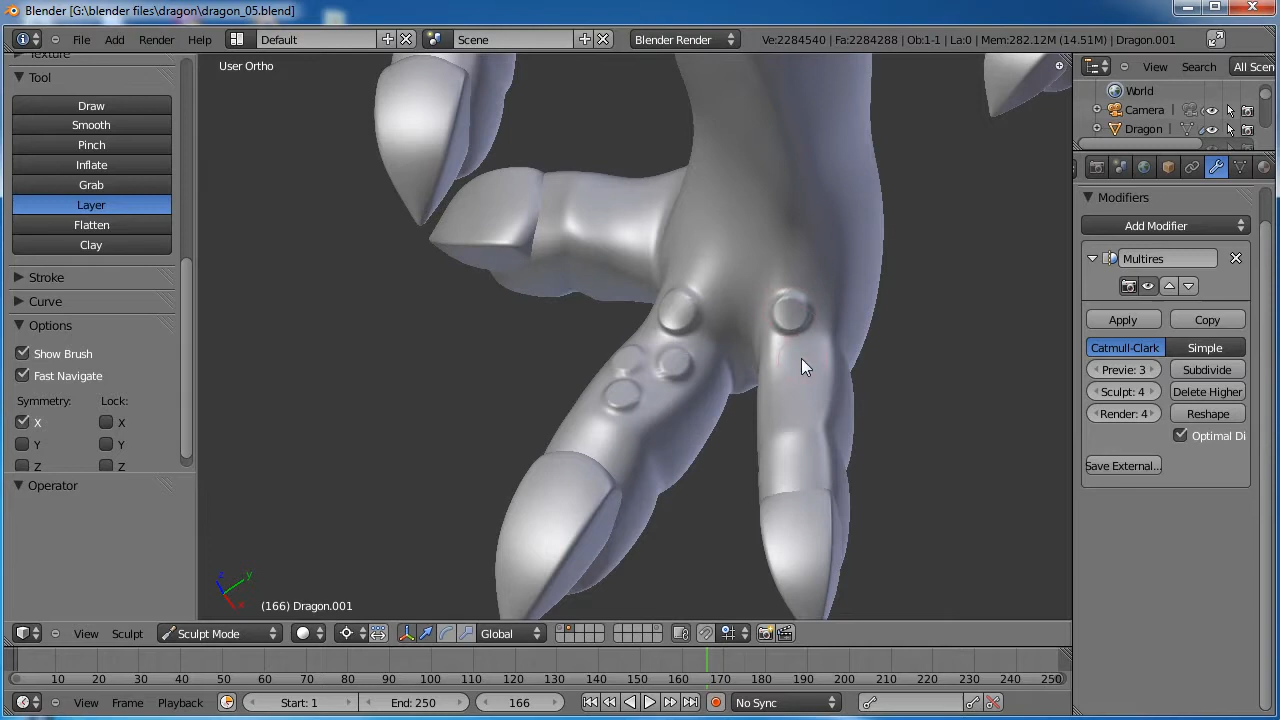 Blender [G:\blender files\dragon\dragon_05.blend]
File Add Render Help Default Scene Blender Render Ve:2284540 | Fa:2284288 | Ob:1-1 | La:0 | Mem:282.12M (14.51M) | Dragon.001
Texture
Tool
Draw
Smooth
Pinch
Inflate
Grab
Layer
Flatten
Clay
Stroke
Curve
Options
Show Brush
Fast Navigate
Symmetry: Lock:
X X
Y Y
Z Z
Operator
User Ortho
z y x
(166) Dragon.001
View Search All Scen
World
Camera
Dragon
Modifiers
Add Modifier
Multires
Apply Copy
Catmull-Clark Simple
Previe: 3 Subdivide
Sculpt: 4 Delete Higher
Render: 4 Reshape
Optimal Di
Save External...
View Sculpt Sculpt Mode Global
10 20 30 40 50 60 70 80 90 100 110 120 130 140 150 160 170 180 190 200 210 220 230 240 250
View Frame Playback Start: 1 End: 250 166 No Sync